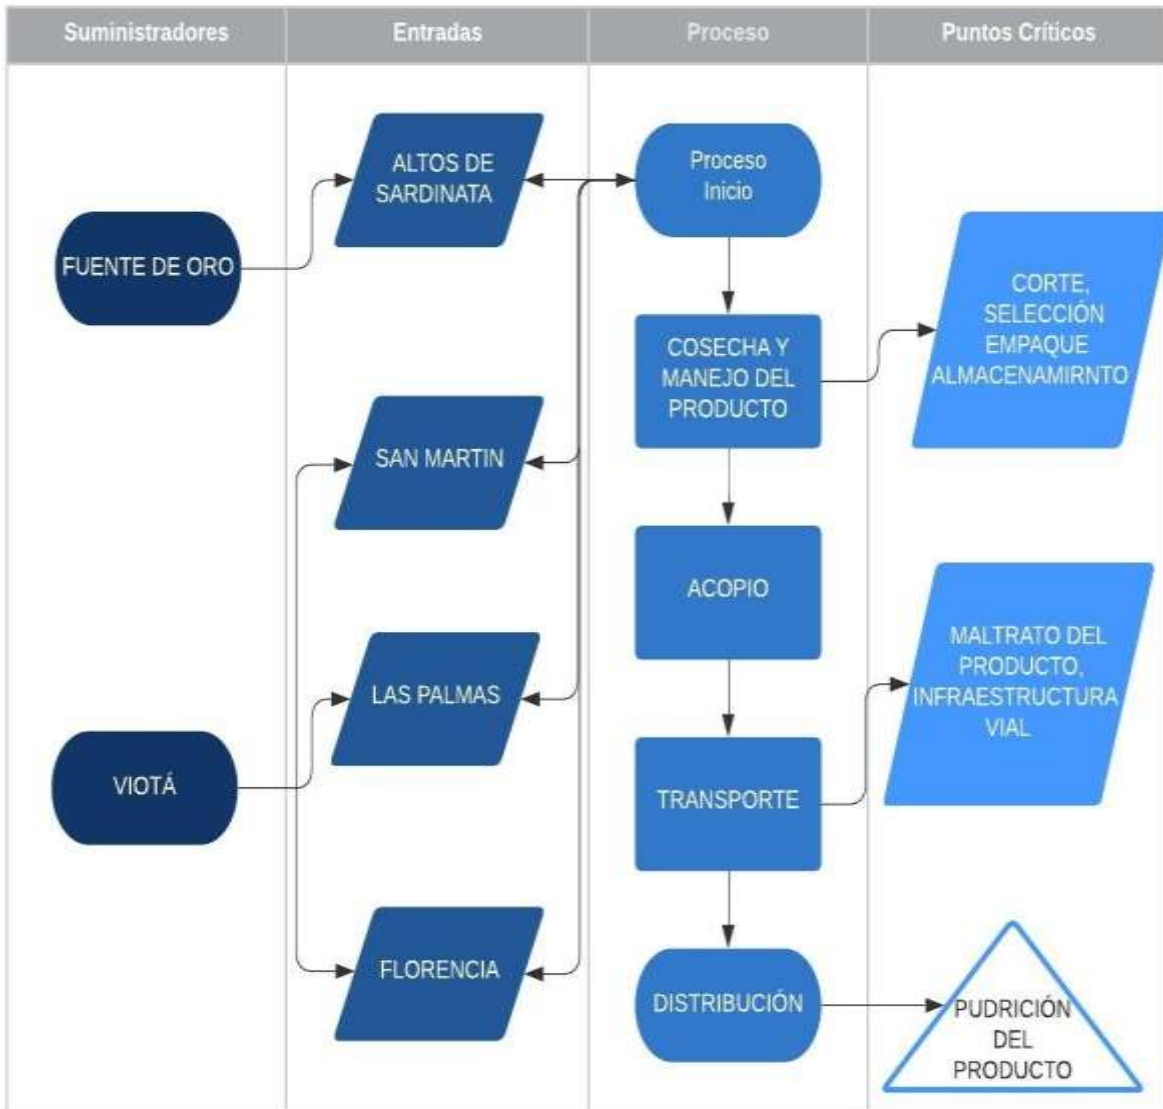 Suministradores
Entradas
Proceso
Puntos Críticos
FUENTE DE ORO
VIOTÁ
ALTOS DE
SARDINATA
SAN MARTIN
LAS PALMAS
FLORENCIA
Proceso
Inicio
COSECHA Y
MANEJO DEL
PRODUCTO
ACOPIO
TRANSPORTE
DISTRIBUCIÓN
CORTE,
SELECCIÓN
EMPAQUE
ALMACENAMIRNTO
MALTRATO DEL
PRODUCTO,
INFRAESTRUCTURA
VIAL
PUDRICIÓN
DEL
PRODUCTO